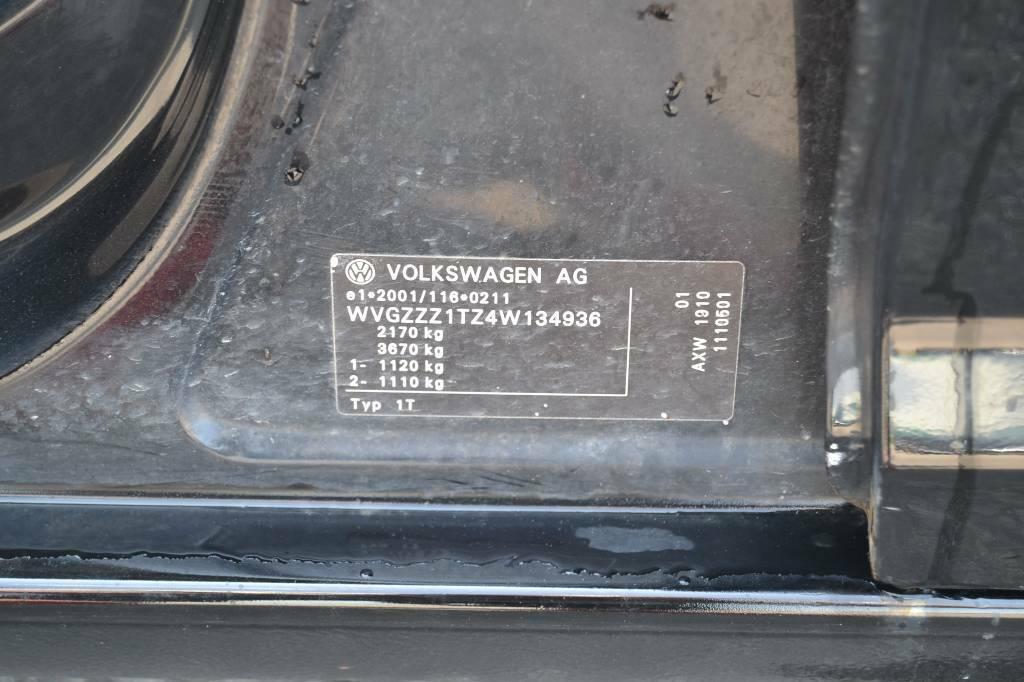 VOLKSWAGEN AG
e1•2001/116•0211
WVGZZZ1TZ4W134936
2170 kg
3670 kg
1- 1120 kg
2- 1110 kg
Typ 1T
01
AXW 1910
1110601